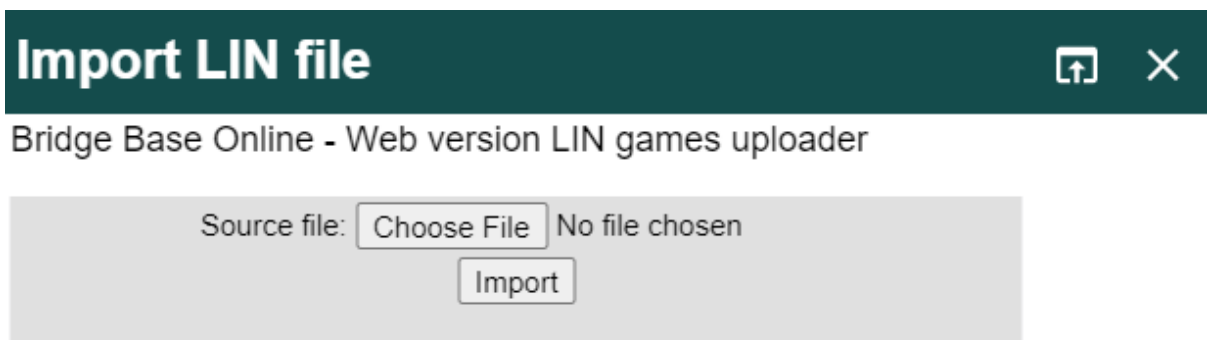 Import LIN file
Bridge Base Online - Web version LIN games uploader
Source file: Choose File No file chosen
Import